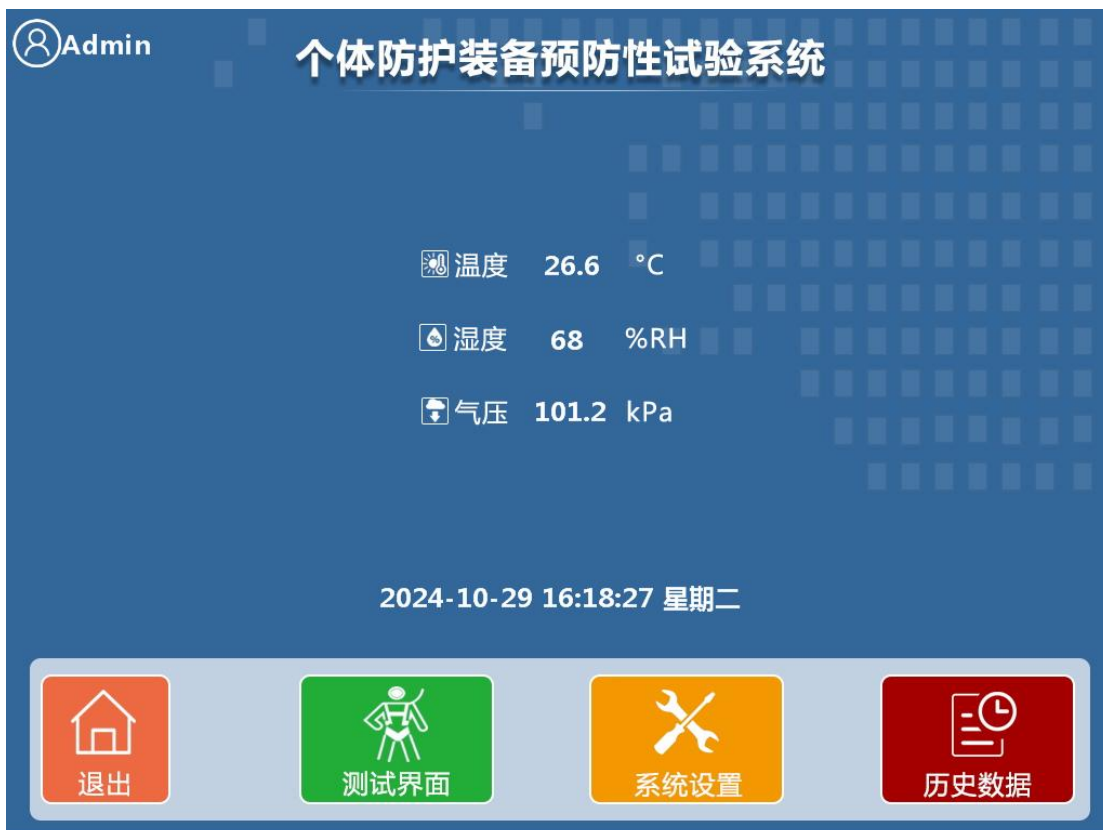 Admin
个体防护装备预防性试验系统
温度 26.6 °C
湿度 68 %RH
气压 101.2 kPa
2024-10-29 16:18:27 星期二
退出
测试界面
系统设置
历史数据